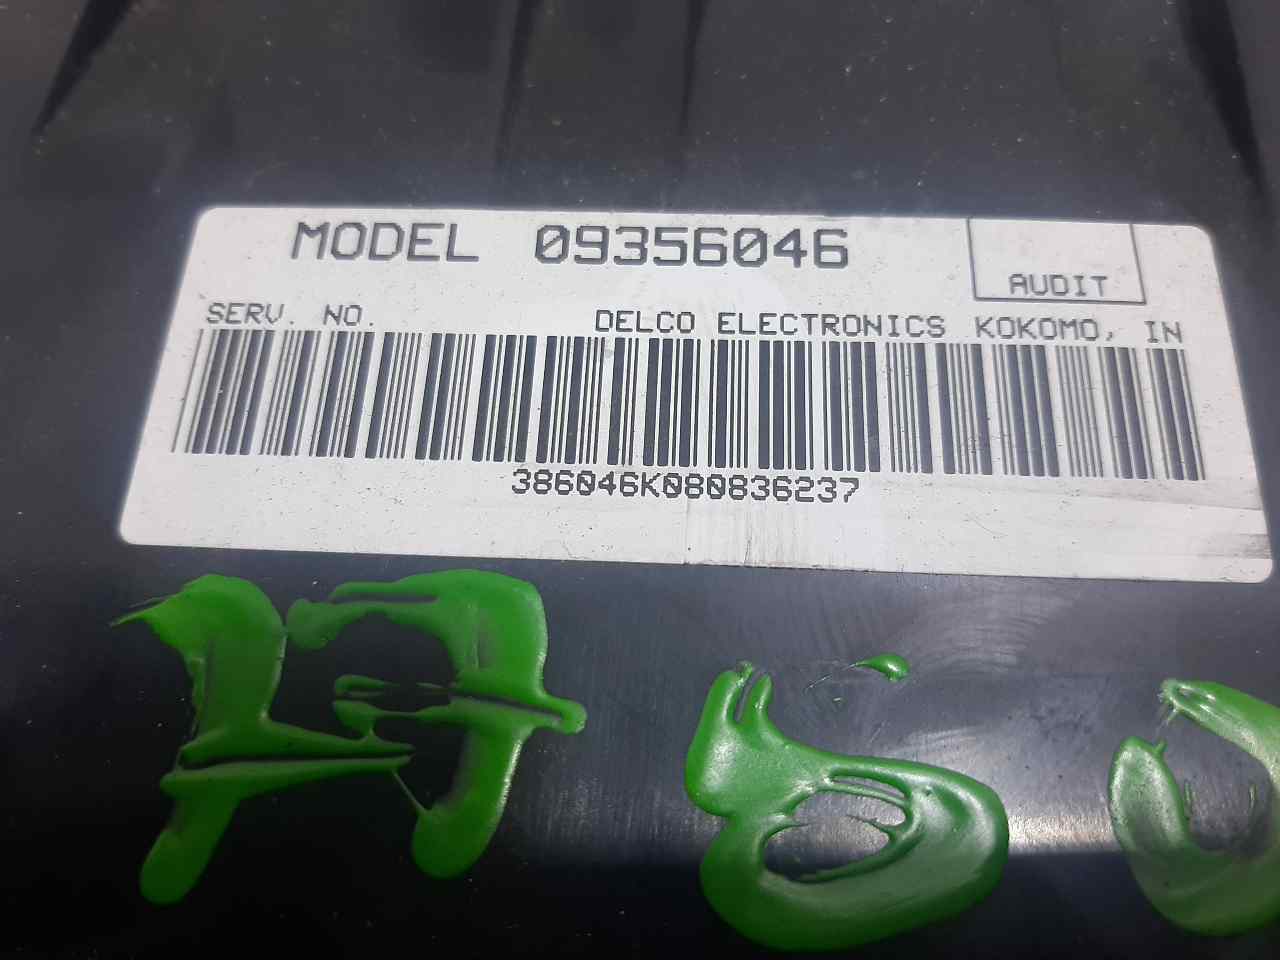 MODEL 09356046
AUDIT
SERV. NO. DELCO ELECTRONICS KOKOMO, IN
386046K080836237